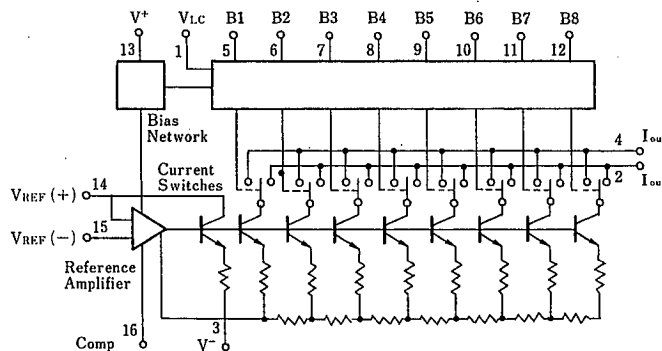 V+ VLC B1 B2 B3 B4 B5 B6 B7 B8
13 1 5 6 7 8 9 10 11 12
Bias
Network
4 Iou
Current
Switches
2 Iou
VREF (+) 14
VREF (−) 15
Reference
Amplifier
16
Comp
3
V−